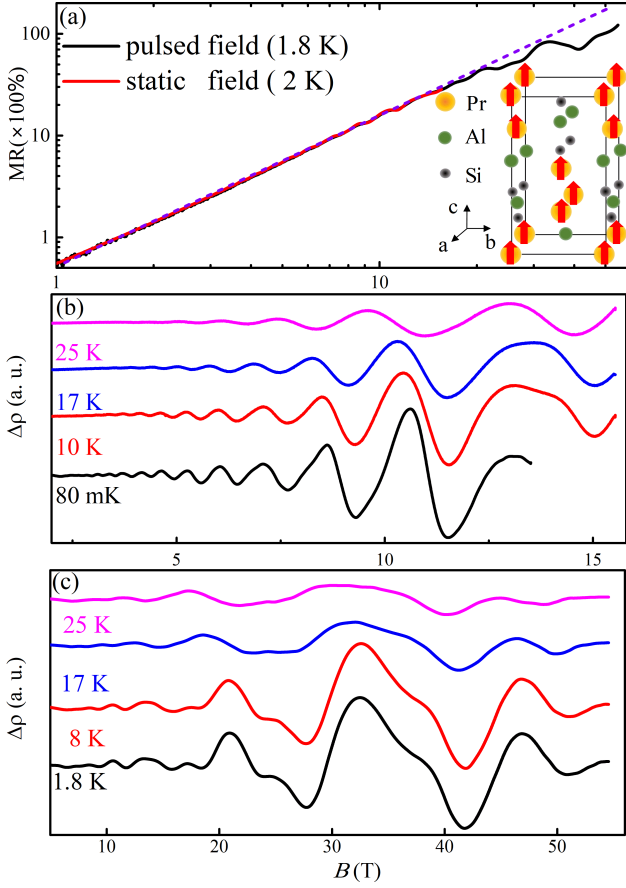 (a)
pulsed field (1.8 K)
static field ( 2 K)
MR(×100%)
100
10
1
1
10
Pr
Al
Si
c
a
b
(b)
25 K
17 K
10 K
80 mK
Δρ (a. u.)
5
10
15
(c)
25 K
17 K
8 K
1.8 K
Δρ (a. u.)
10
20
30
40
50
B (T)